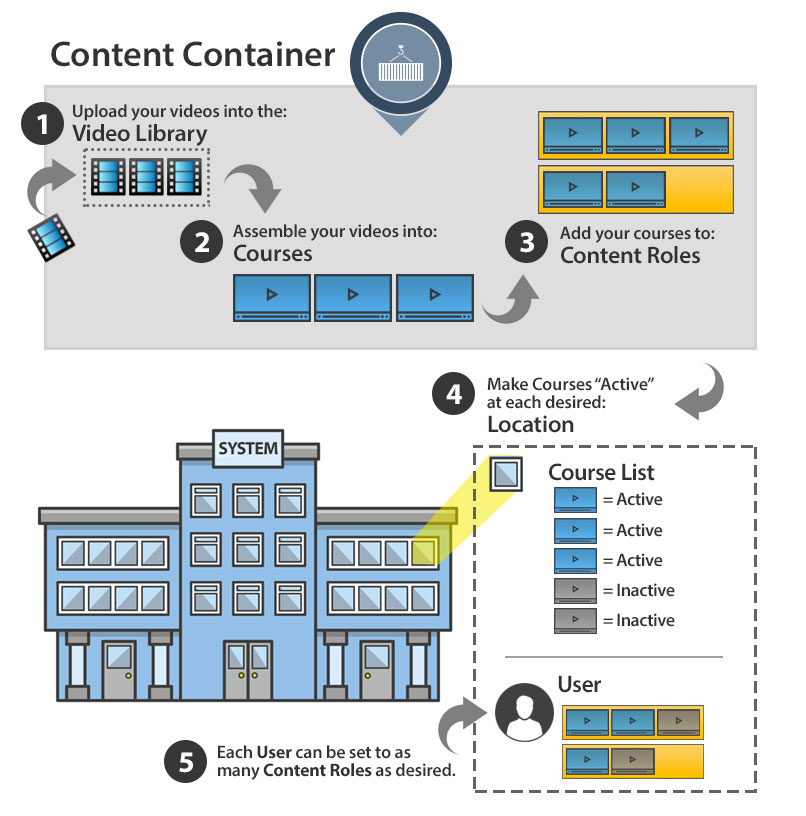 Content Container
1
Upload your videos into the:
Video Library
2
Assemble your videos into:
Courses
3
Add your courses to:
Content Roles
4
Make Courses “Active”
at each desired:
Location
SYSTEM
Course List
= Active
= Active
= Active
= Inactive
= Inactive
User
5
Each User can be set to as
many Content Roles as desired.